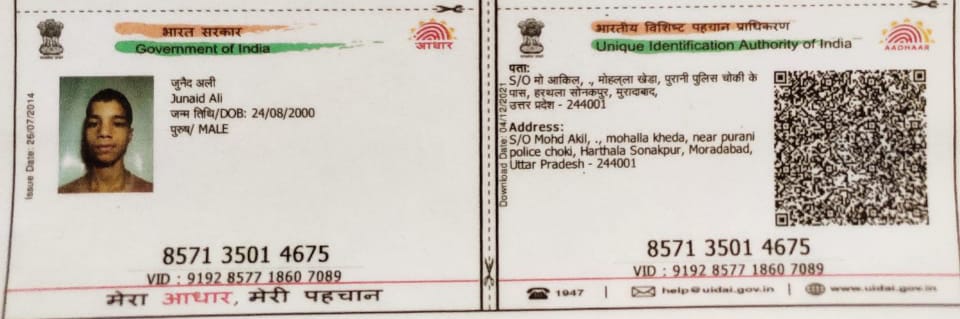 भारत सरकार
Government of India
आधार
Issue Date: 26/07/2014
जुनैद अली
Junaid Ali
जन्म तिथि/DOB: 24/08/2000
पुरुष/ MALE
8571 3501 4675
VID : 9192 8577 1860 7089
मेरा आधार, मेरी पहचान
भारतीय विशिष्ट पहचान प्राधिकरण
Unique Identification Authority of India
AADHAAR
Download Date: 04/12/2021
पता:
S/O मो आकिल, ., मोहल्ला खेडा, पुरानी पुलिस चोकी के
पास, हरथला सोनकपुर, मुरादाबाद,
उत्तर प्रदेश - 244001
Address:
S/O Mohd Akil, ., mohalla kheda, near purani
police choki, Harthala Sonakpur, Moradabad,
Uttar Pradesh - 244001
8571 3501 4675
VID : 9192 8577 1860 7089
1947 | help@uidai.gov.in | www.uidai.gov.in